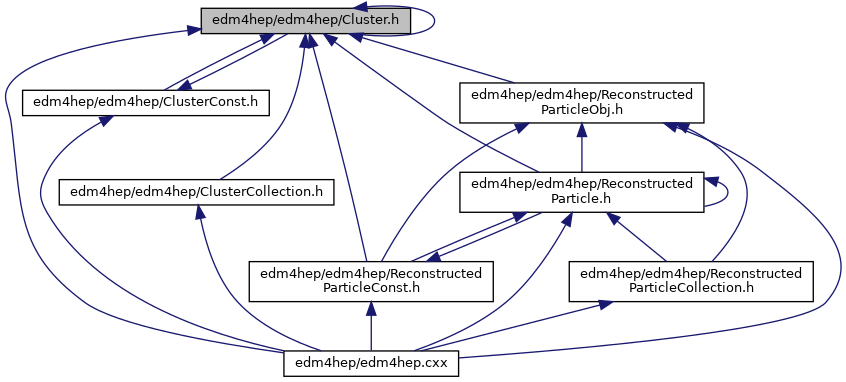 edm4hep/edm4hep/Cluster.h
edm4hep/edm4hep/ClusterConst.h
edm4hep/edm4hep/Reconstructed
ParticleObj.h
edm4hep/edm4hep/ClusterCollection.h
edm4hep/edm4hep/Reconstructed
Particle.h
edm4hep/edm4hep/Reconstructed
ParticleConst.h
edm4hep/edm4hep/Reconstructed
ParticleCollection.h
edm4hep/edm4hep.cxx